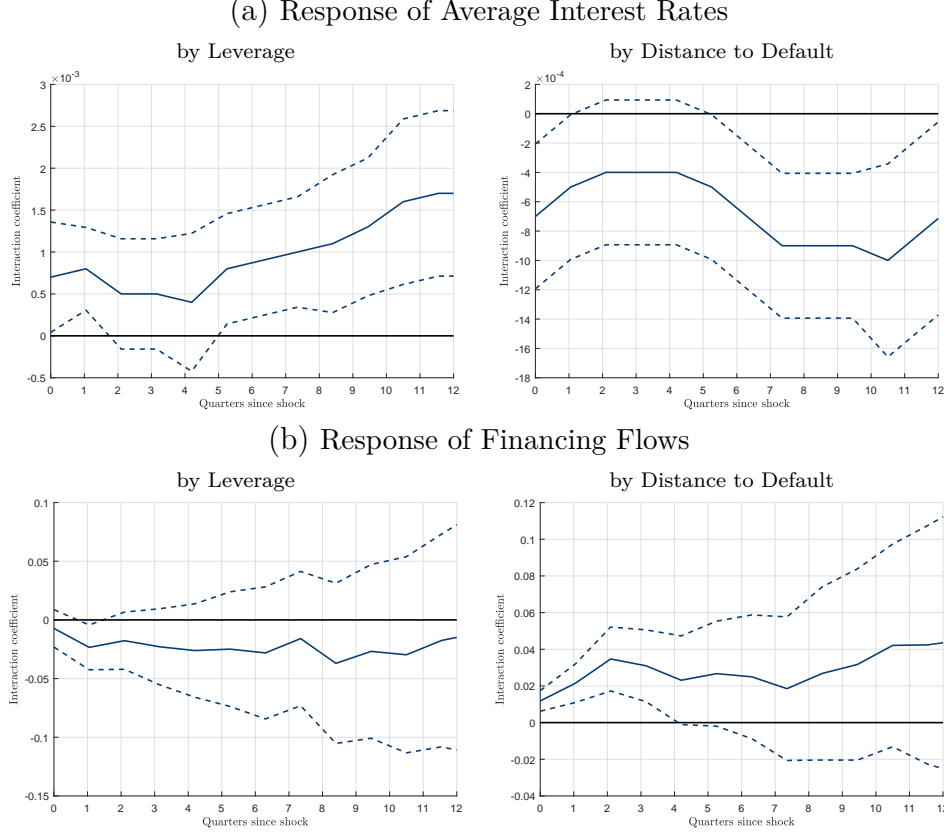 (a) Response of Average Interest Rates
by Leverage
×10^-3
3
2.5
2
1.5
1
0.5
0
-0.5
Interaction coefficient
0 1 2 3 4 5 6 7 8 9 10 11 12
Quarters since shock
by Distance to Default
×10^-4
2
0
-2
-4
-6
-8
-10
-12
-14
-16
-18
Interaction coefficient
0 1 2 3 4 5 6 7 8 9 10 11 12
Quarters since shock
(b) Response of Financing Flows
by Leverage
0.1
0.05
0
-0.05
-0.1
-0.15
Interaction coefficient
0 1 2 3 4 5 6 7 8 9 10 11 12
Quarters since shock
by Distance to Default
0.12
0.1
0.08
0.06
0.04
0.02
0
-0.02
-0.04
Interaction coefficient
0 1 2 3 4 5 6 7 8 9 10 11 12
Quarters since shock